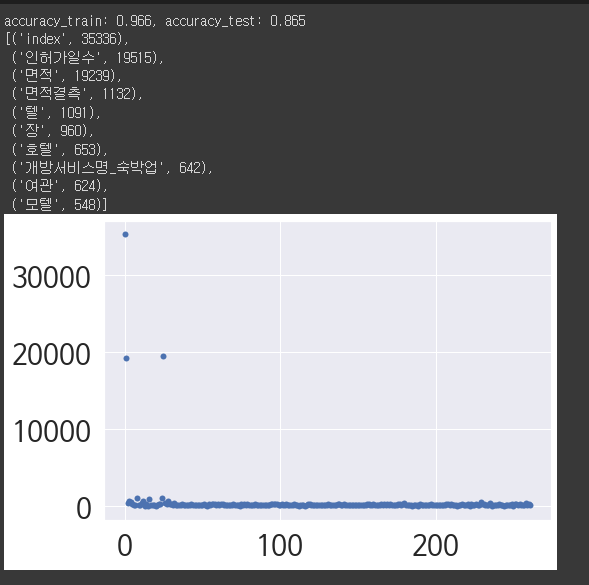 accuracy_train: 0.966, accuracy_test: 0.865
[('index', 35336),
('인허가일수', 19515),
('면적', 19239),
('면적결측', 1132),
('텔', 1091),
('장', 960),
('호텔', 653),
('개방서비스명_숙박업', 642),
('여관', 624),
('모텔', 548)]
30000
20000
10000
0
0 100 200